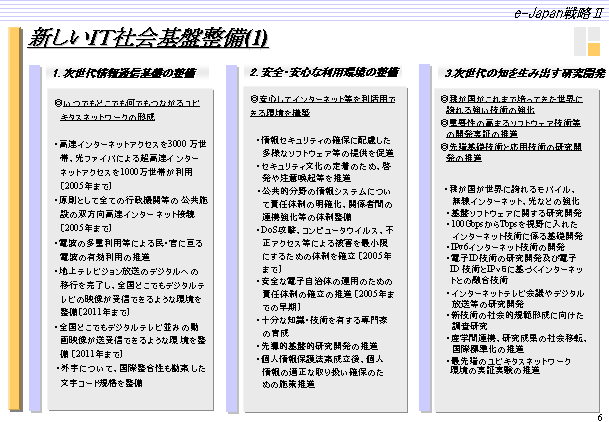 e-Japan戦略Ⅱ
新しいIT社会基盤整備(1)
1. 次世代情報通信基盤の整備
◎いつでもどこでも何でもつながるユビ
キタスネットワークの形成
・高速インターネットアクセスを3000 万世
帯、光ファイバによる超高速インター
ネットアクセスを1000万世帯が利用
[2005年まで]
・原則として全ての行政機関等の 公共施
設の双方向高速インターネット接続
[2005年まで]
・電波の多重利用等による民・官に亘る
電波の有効利用の推進
・地上テレビジョン放送のデジタルへの
移行を完了し、全国どこでもデジタルテ
レビの映像が受信できるような環境を
整備[2011年まで]
・全国どこでもデジタルテレビ並みの動
画映像が送受信できるような環境を整
備[2011年まで]
・外字について、国際整合性も勘案した
文字コード規格を整備
2. 安全・安心な利用環境の整備
◎安心してインターネット等を利活用で
きる環境を構築
・情報セキュリティの確保に配慮した
多様なソフトウェア等の提供を促進
・セキュリティ文化の定着のため、啓
発や注意喚起等を推進
・公共的分野の情報システムについ
て責任体制の明確化、関係者間の
連携強化等の体制整備
・DoS攻撃、コンピュータウイルス、不
正アクセス等による被害を最小限
にするための体制を確立 [2005年
まで]
・安全な電子自治体の運用のための
責任体制の確立の推進 [2005年ま
での早期]
・十分な知識・技術を有する専門家
の育成
・先導的基盤的研究開発の推進
・個人情報保護法案成立後、個人
情報の適正な取り扱い確保のた
めの施策推進
3.次世代の知を生み出す研究開発
◎我が国がこれまで培ってきた世界に
誇れる強い技術の強化
◎重要性の高まるソフトウェア技術等
の開発実証の推進
◎先端基礎技術と応用技術の研究開
発の推進
・我が国が世界に誇れるモバイル、
無線インターネット、光などの強化
・基盤ソフトウェアに関する研究開発
・100GbpsからTbpsを視野に入れた
インターネット技術に係る基礎開発
・IPv6インターネット技術の開発
・電子ID技術の研究開発及び電子
ID 技術とIPv6に基づくインターネッ
トとの融合技術
・インターネットテレビ会議やデジタル
放送等の研究開発
・新技術の社会的規範形成に向けた
調査研究
・産学間連携、研究成果の社会移転、
国際標準化の推進
・最先端のユビキタスネットワーク
環境の実証実験の推進
6